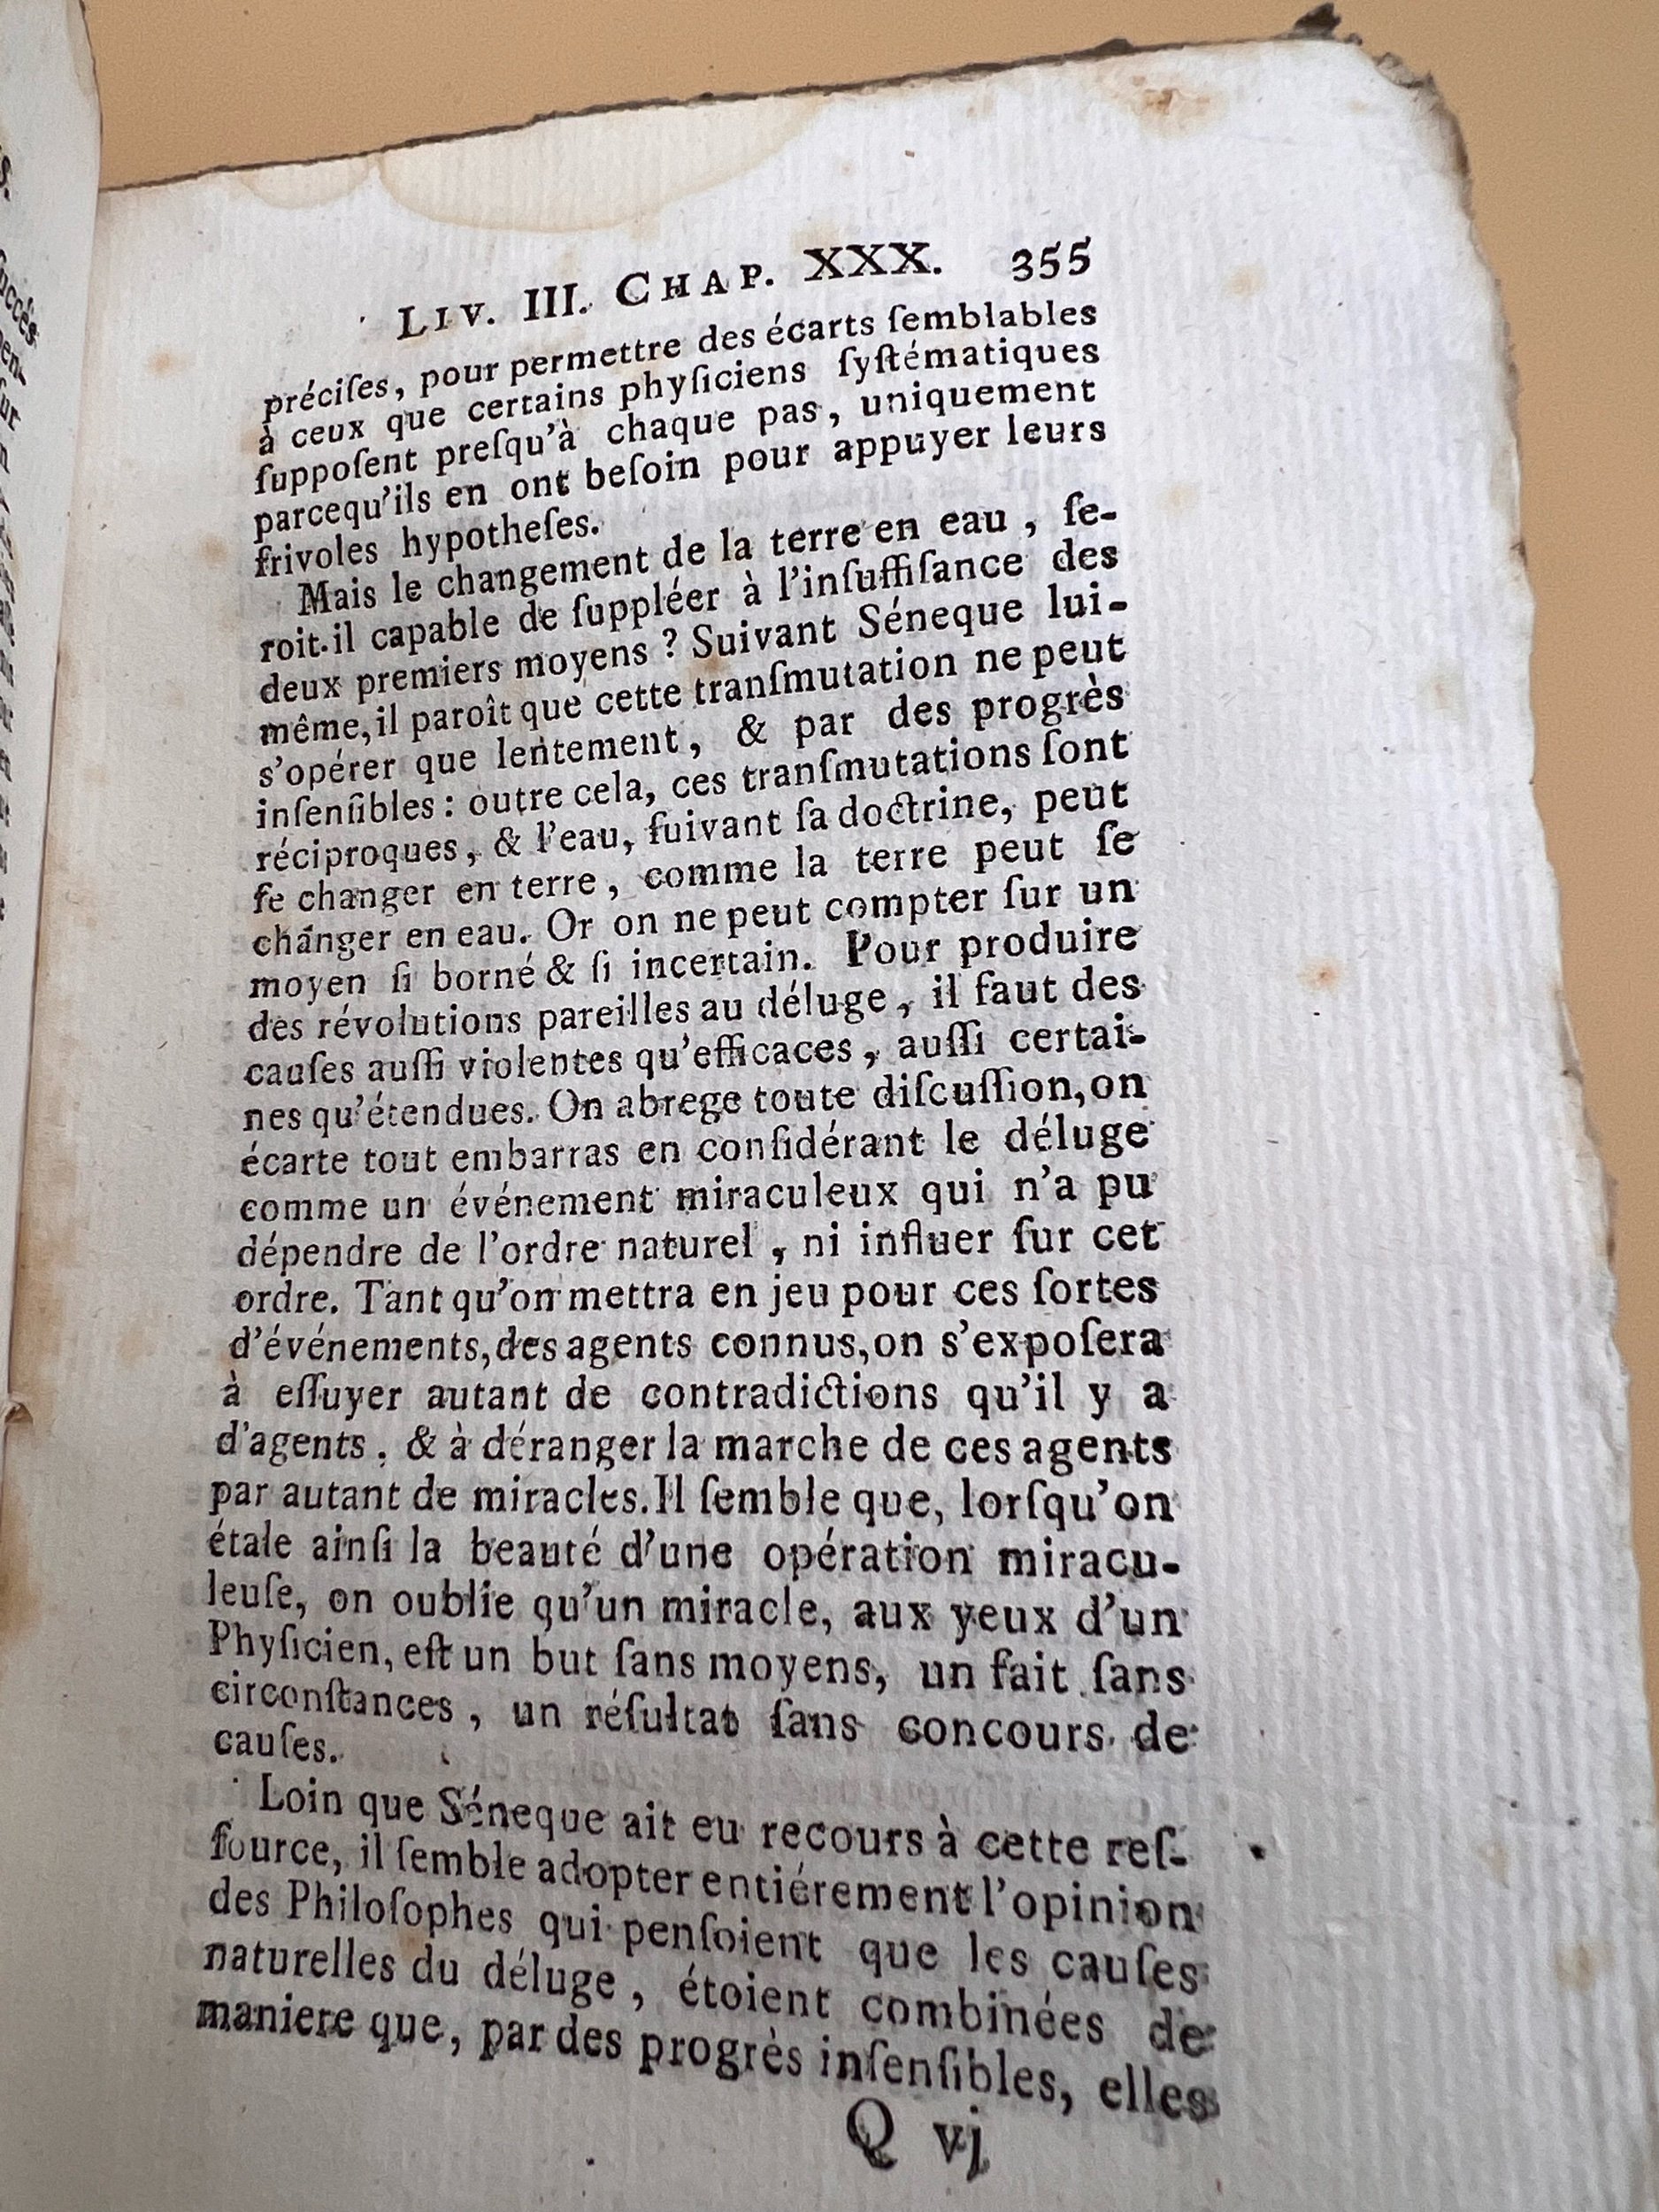 LIV. III. CHAP. XXX. 355
préciſes, pour permettre des écarts ſemblables
à ceux que certains phyſiciens ſyſtématiques
ſuppoſent preſqu'à chaque pas, uniquement
parcequ'ils en ont beſoin pour appuyer leurs
frivoles hypotheſes.
Mais le changement de la terre en eau, ſe-
roit-il capable de ſuppléer à l'inſuffiſance des
deux premiers moyens ? Suivant Séneque lui-
même, il paroît que cette tranſmutation ne peut
s'opérer que lentement, & par des progrès
inſenſibles : outre cela, ces tranſmutations ſont
réciproques, & l'eau, ſuivant ſa doctrine, peut
ſe changer en terre, comme la terre peut ſe
changer en eau. Or on ne peut compter ſur un
moyen ſi borné & ſi incertain. Pour produire
des révolutions pareilles au déluge, il faut des
cauſes auſſi violentes qu'efficaces, auſſi certai-
nes qu'étendues. On abrege toute diſcuſſion, on
écarte tout embarras en conſidérant le déluge
comme un événement miraculeux qui n'a pu
dépendre de l'ordre naturel, ni influer ſur cet
ordre. Tant qu'on mettra en jeu pour ces ſortes
d'événements, des agents connus, on s'expoſera
à eſſuyer autant de contradictions qu'il y a
d'agents, & à déranger la marche de ces agents
par autant de miracles. Il ſemble que, lorſqu'on
étale ainſi la beauté d'une opération miracu-
leuſe, on oublie qu'un miracle, aux yeux d'un
Phyſicien, eſt un but ſans moyens, un fait ſans
circonſtances, un réſultat ſans concours de
cauſes.
Loin que Séneque ait eu recours à cette reſ-
ſource, il ſemble adopter entiérement l'opinion
des Philoſophes qui penſoient que les cauſes
naturelles du déluge, étoient combinées de
maniere que, par des progrès inſenſibles, elles
Q vj